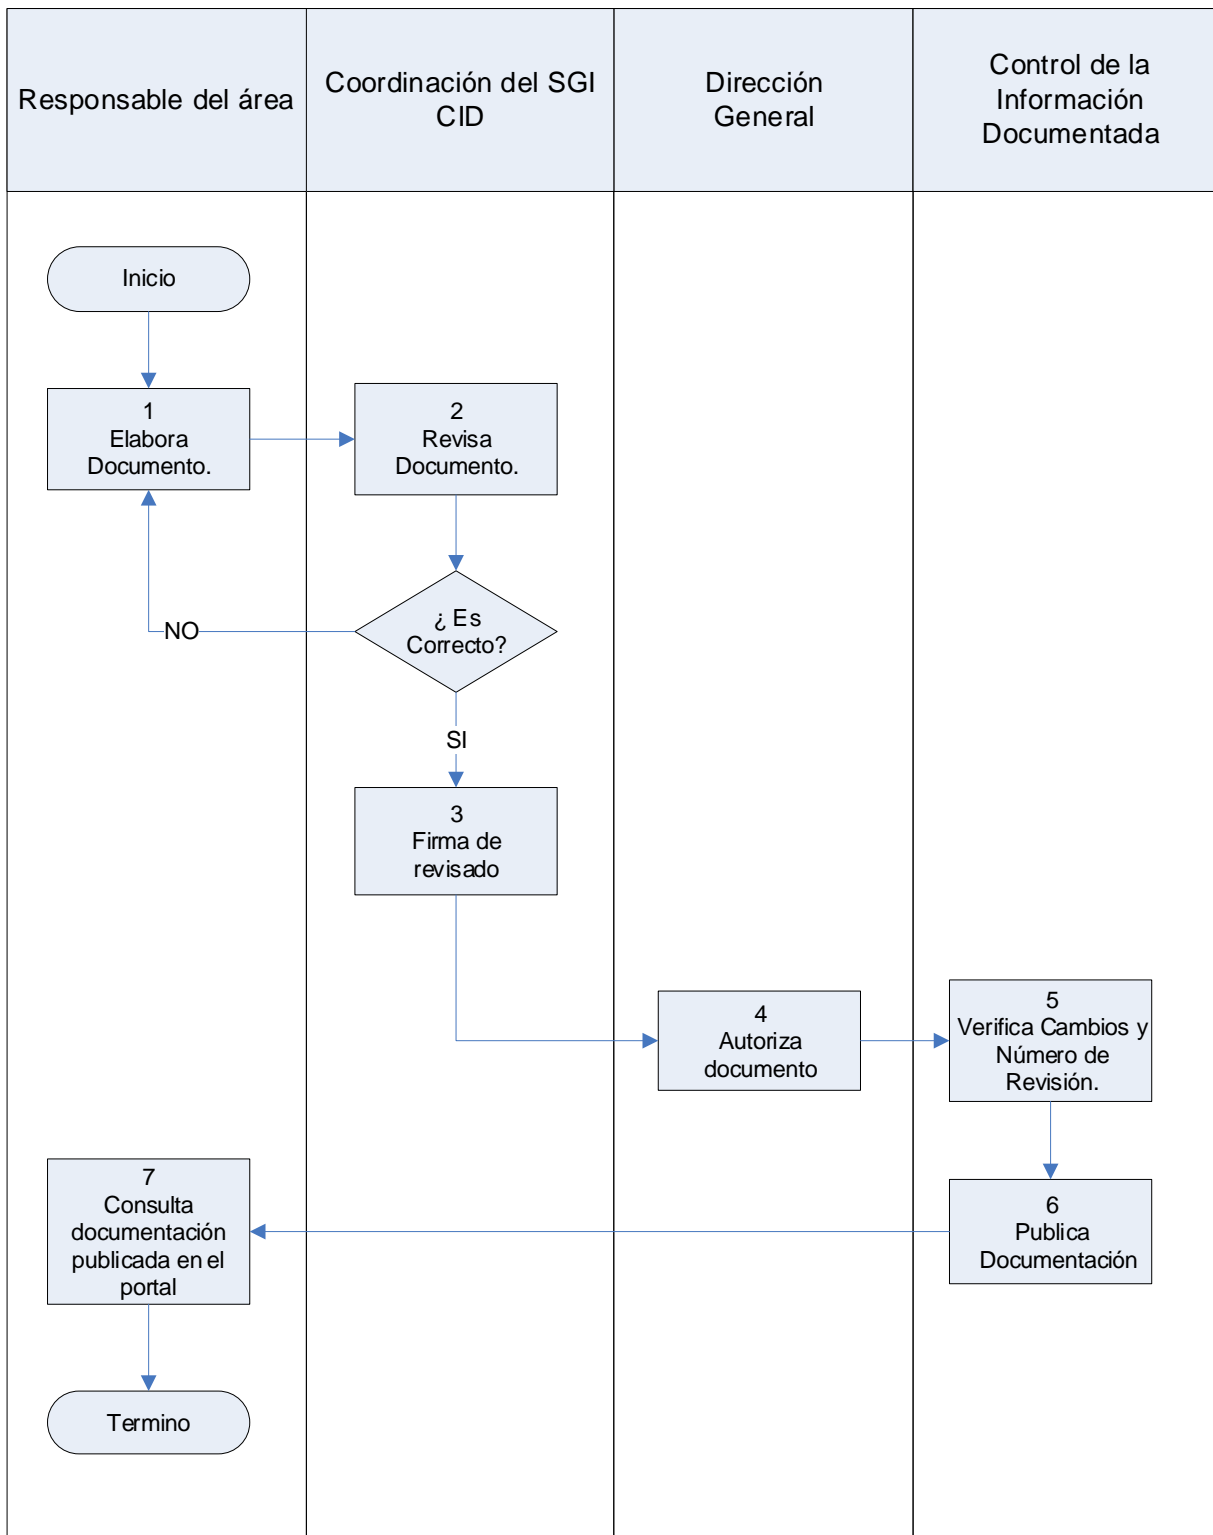 Responsable del área
Coordinación del SGI
CID
Dirección
General
Control de la
Información
Documentada
Inicio
1
Elabora
Documento.
2
Revisa
Documento.
¿ Es
Correcto?
NO
SI
3
Firma de
revisado
4
Autoriza
documento
5
Verifica Cambios y
Número de
Revisión.
6
Publica
Documentación
7
Consulta
documentación
publicada en el
portal
Termino